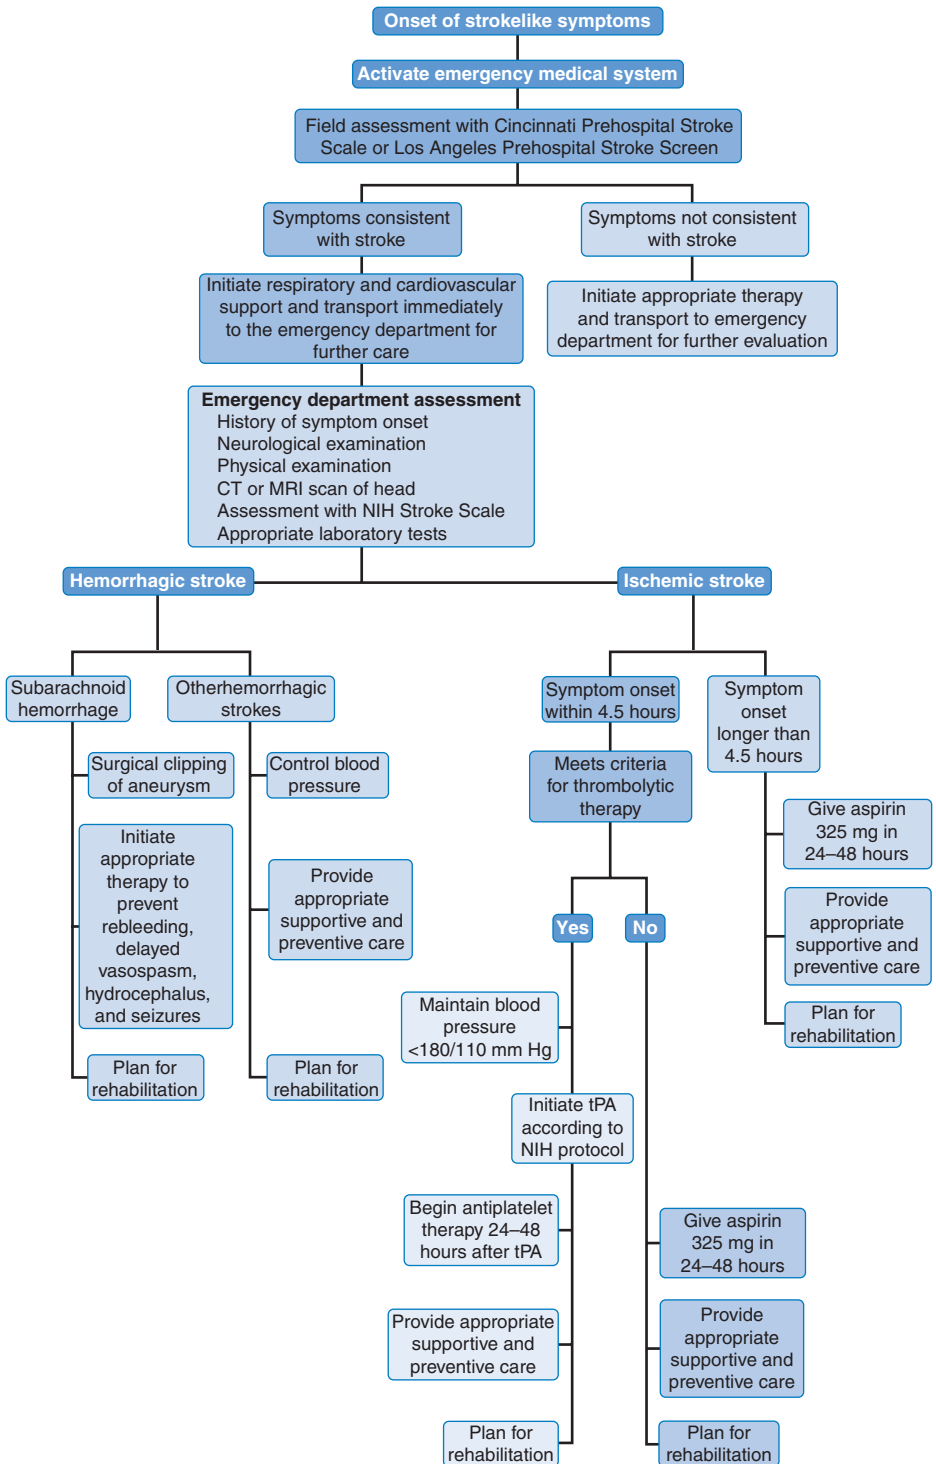 Onset of strokelike symptoms
Activate emergency medical system
Field assessment with Cincinnati Prehospital Stroke
Scale or Los Angeles Prehospital Stroke Screen
Symptoms consistent
with stroke
Symptoms not consistent
with stroke
Initiate respiratory and cardiovascular
support and transport immediately
to the emergency department for
further care
Initiate appropriate therapy
and transport to emergency
department for further evaluation
Emergency department assessment
History of symptom onset
Neurological examination
Physical examination
CT or MRI scan of head
Assessment with NIH Stroke Scale
Appropriate laboratory tests
Hemorrhagic stroke
Ischemic stroke
Subarachnoid
hemorrhage
Otherhemorrhagic
strokes
Surgical clipping
of aneurysm
Control blood
pressure
Initiate
appropriate
therapy to
prevent
rebleeding,
delayed
vasospasm,
hydrocephalus,
and seizures
Provide
appropriate
supportive and
preventive care
Plan for
rehabilitation
Plan for
rehabilitation
Symptom onset
within 4.5 hours
Symptom
onset
longer than
4.5 hours
Meets criteria
for thrombolytic
therapy
Give aspirin
325 mg in
24–48 hours
Provide
appropriate
supportive and
preventive care
Plan for
rehabilitation
Yes
No
Maintain blood
pressure
<180/110 mm Hg
Initiate tPA
according to
NIH protocol
Begin antiplatelet
therapy 24–48
hours after tPA
Provide appropriate
supportive and
preventive care
Plan for
rehabilitation
Give aspirin
325 mg in
24–48 hours
Provide
appropriate
supportive and
preventive care
Plan for
rehabilitation